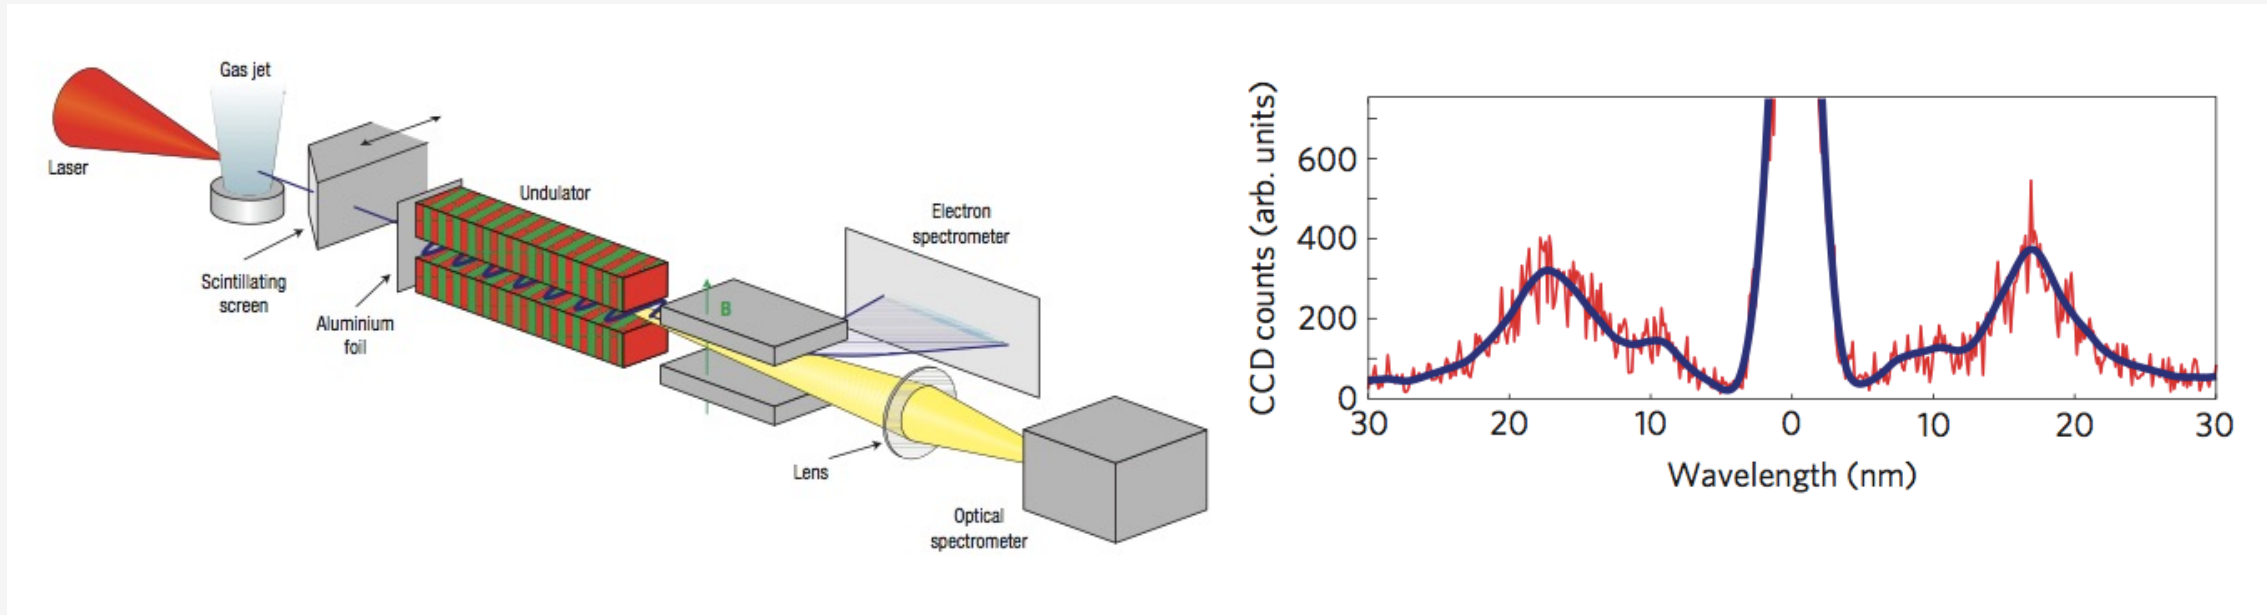 Gas jet
Laser
Undulator
Electron
spectrometer
Scintillating
screen
Aluminium
foil
B
Lens
Optical
spectrometer
CCD counts (arb. units)
600
400
200
0
30 20 10 0 10 20 30
Wavelength (nm)